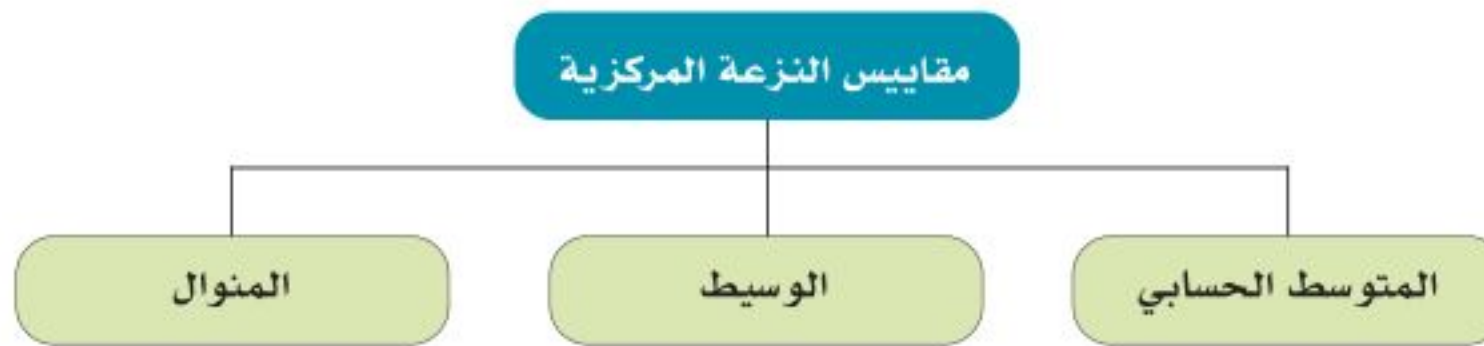 مقاييس النزعة المركزية
المتوسط الحسابي
الوسيط
المنوال